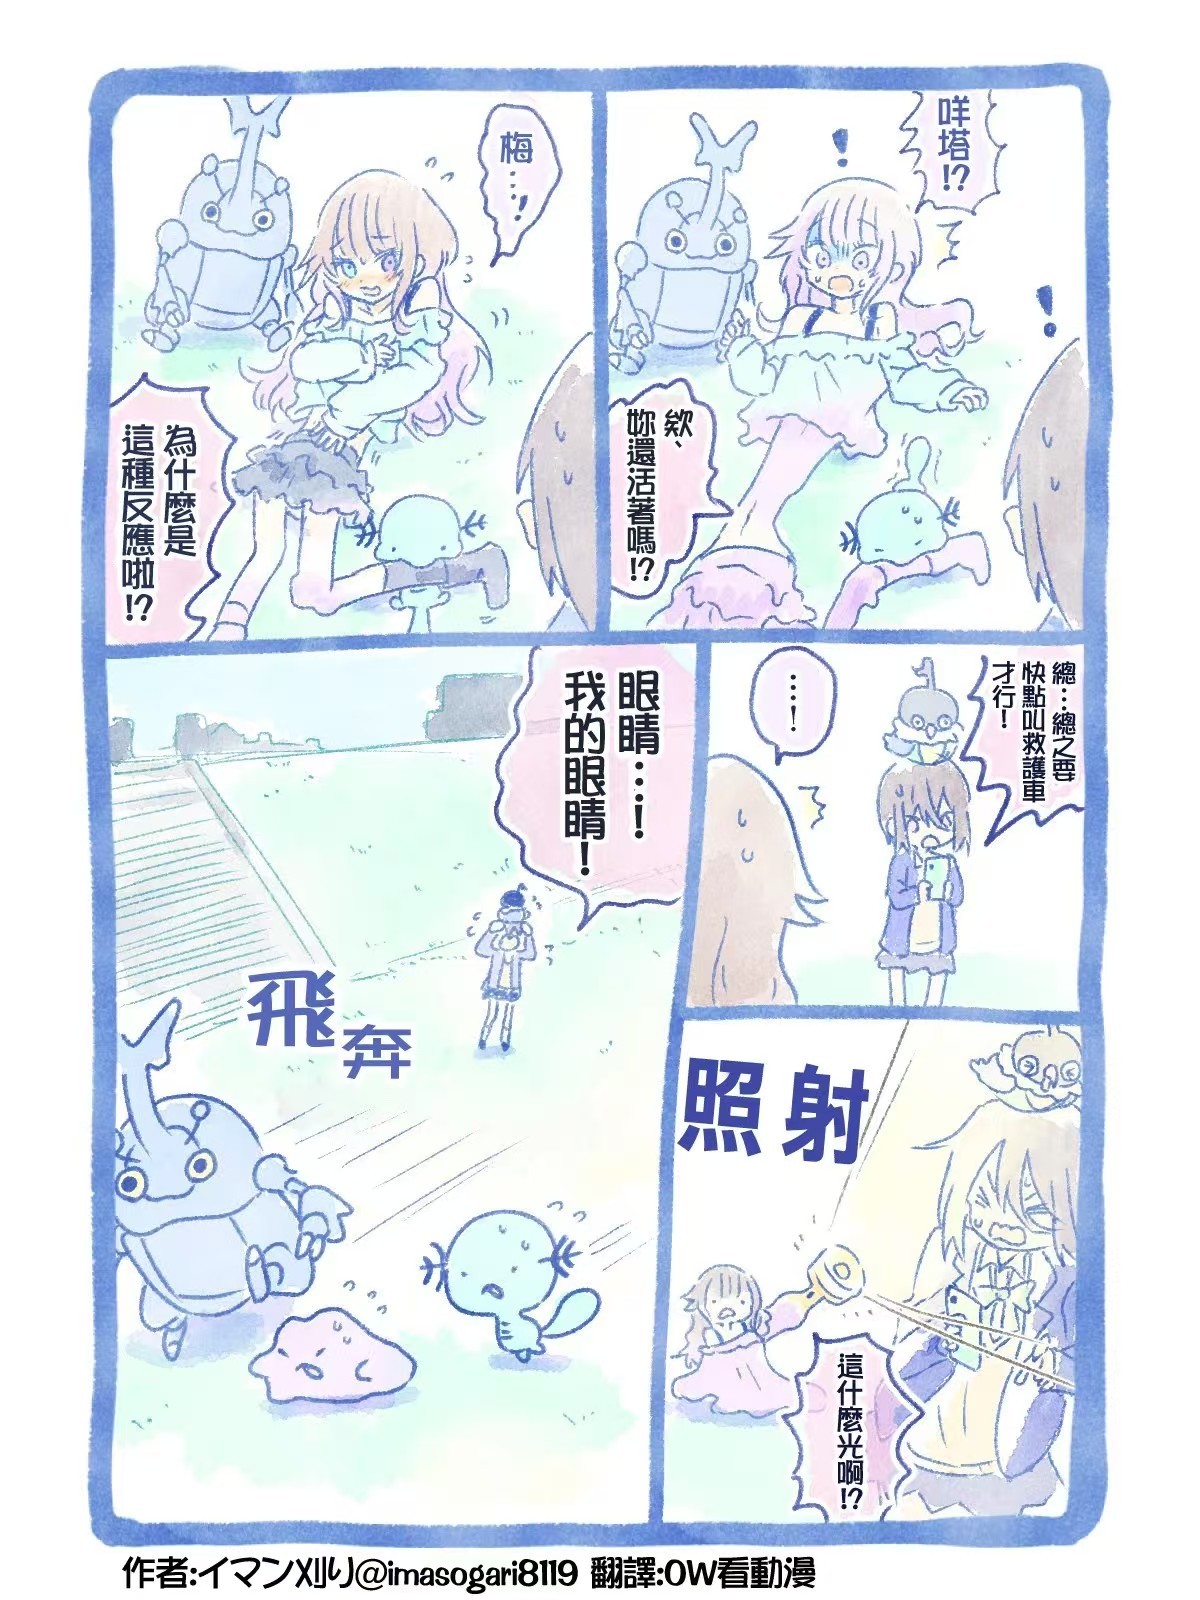 咩塔!?
!
!
欸、
妳還活著嗎!?
梅…!
為什麼是
這種反應啦!?
總…總之要
快點叫救護車
才行!
…!
照射
這什麼光啊!?
眼睛…!
我的眼睛!
飛奔
作者:イマン刈り@imasogari8119 翻譯:OW看動漫